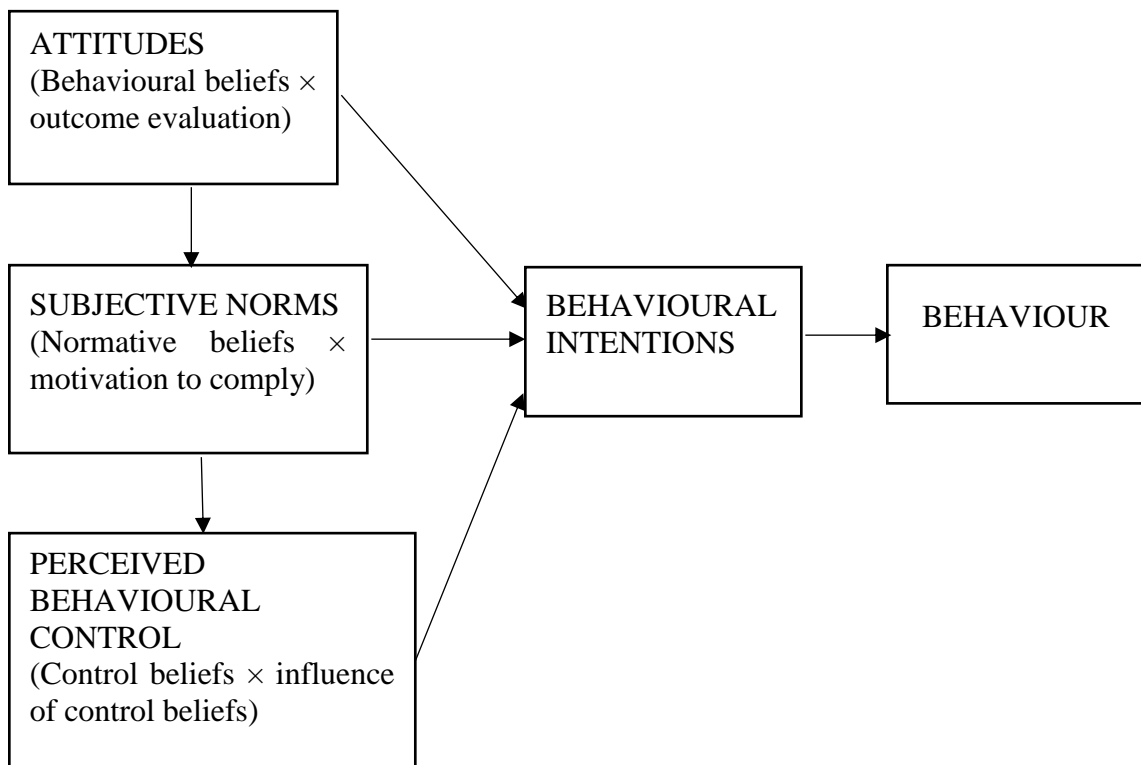 ATTITUDES
(Behavioural beliefs ×
outcome evaluation)
SUBJECTIVE NORMS
(Normative beliefs ×
motivation to comply)
PERCEIVED
BEHAVIOURAL
CONTROL
(Control beliefs × influence
of control beliefs)
BEHAVIOURAL
INTENTIONS
BEHAVIOUR